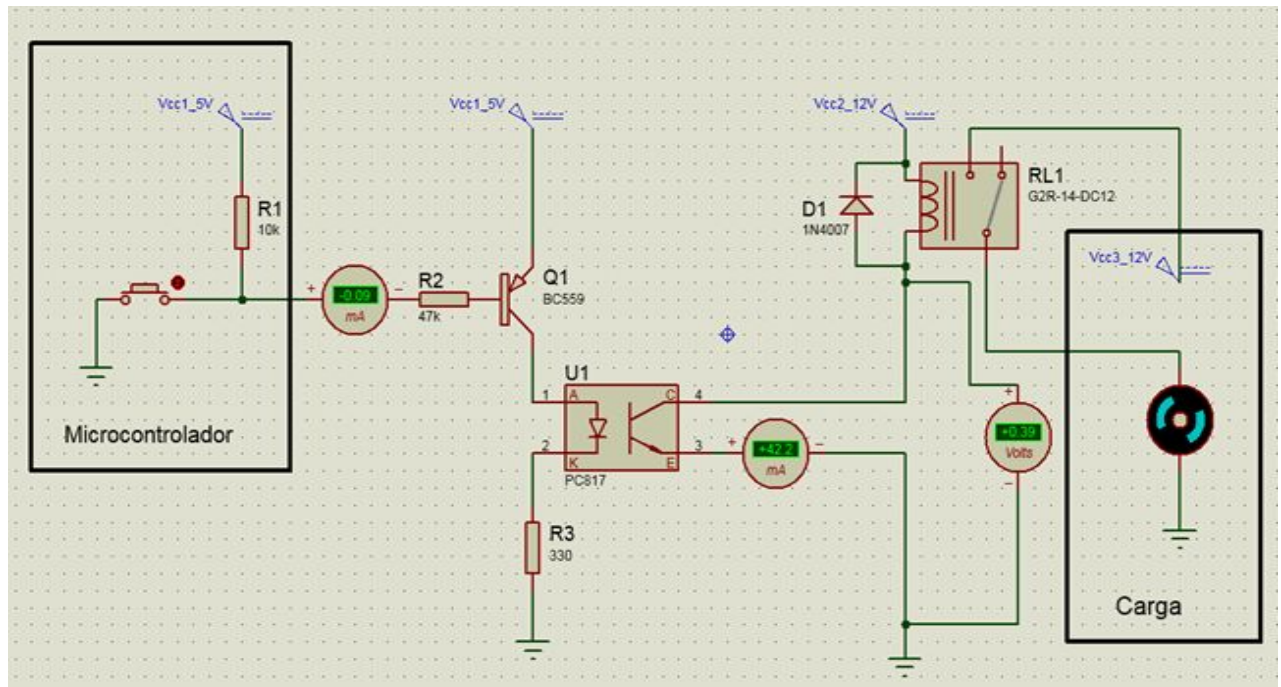 Vcc1_5V
Vcc1_5V
Vcc2_12V
R1
10k
RL1
G2R-14-DC12
D1
1N4007
Vcc3_12V
+
-0.09
mA
−
R2
47k
Q1
BC559
U1
1
A
C
4
2
K
E
3
PC817
+
+42.2
mA
−
+
+0.39
Volts
−
R3
330
Microcontrolador
Carga